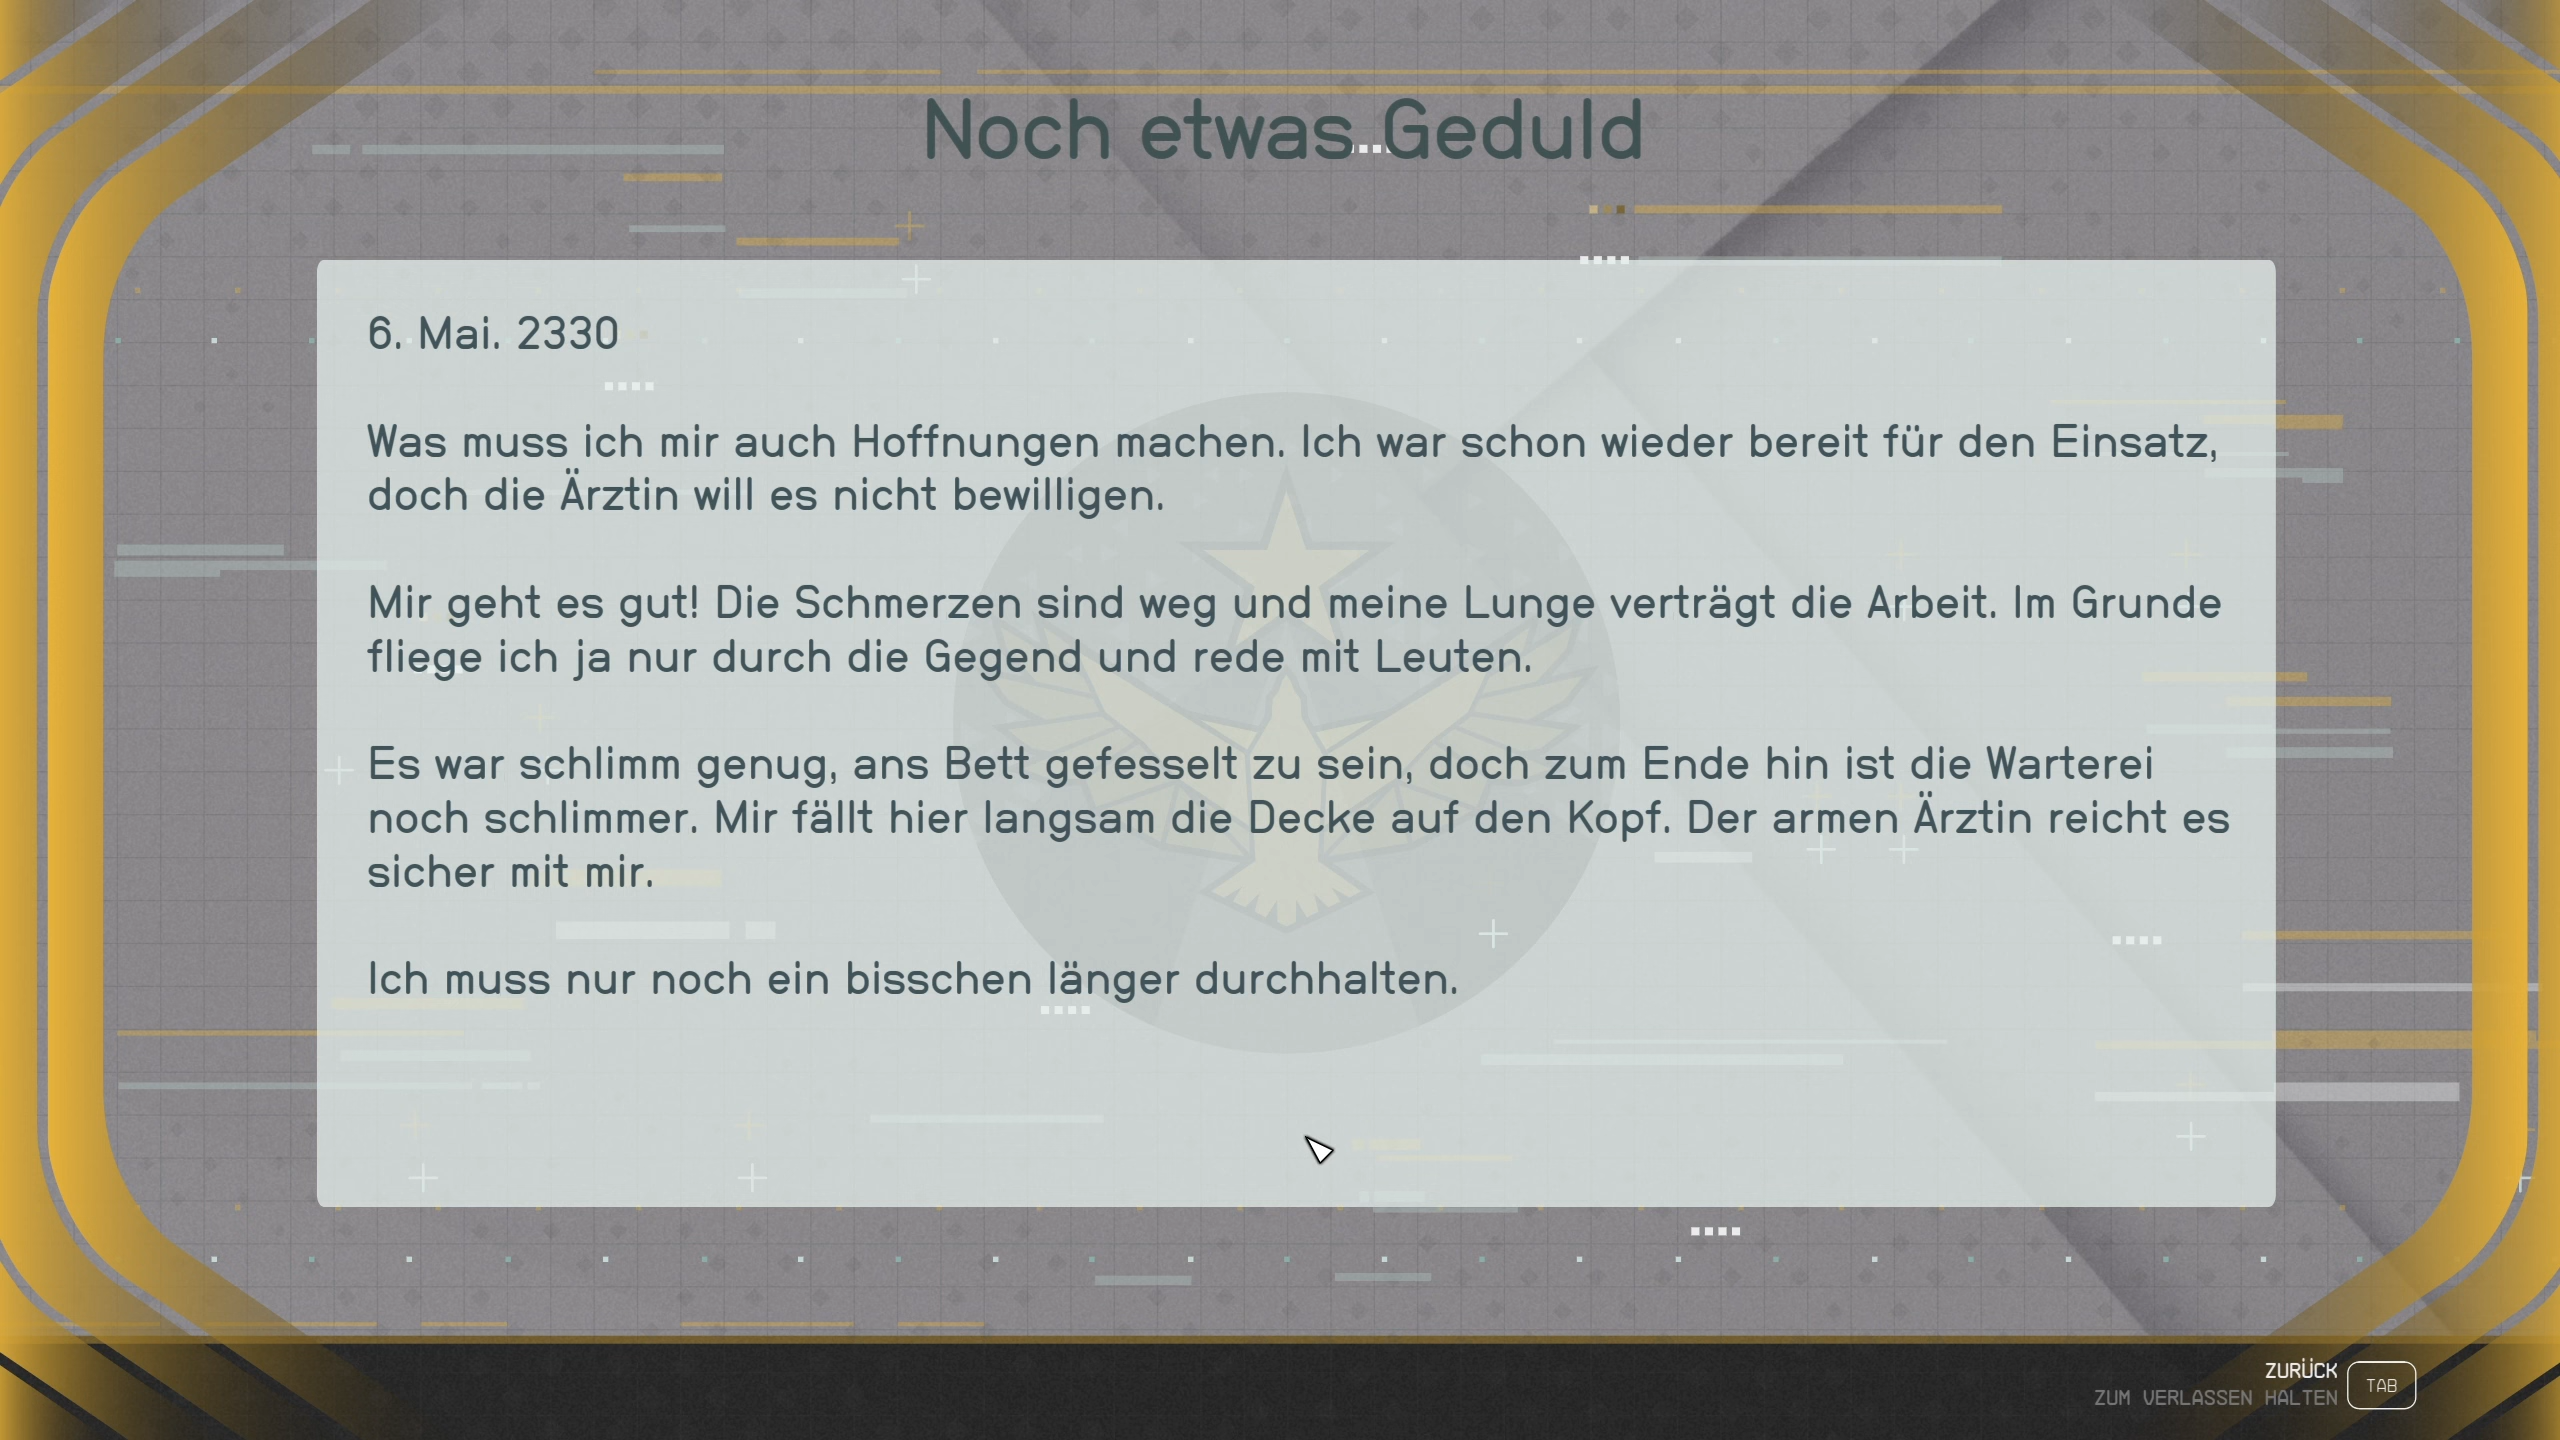 Noch etwas Geduld
6. Mai. 2330
Was muss ich mir auch Hoffnungen machen. Ich war schon wieder bereit für den Einsatz,
doch die Ärztin will es nicht bewilligen.
Mir geht es gut! Die Schmerzen sind weg und meine Lunge verträgt die Arbeit. Im Grunde
fliege ich ja nur durch die Gegend und rede mit Leuten.
Es war schlimm genug, ans Bett gefesselt zu sein, doch zum Ende hin ist die Warterei
noch schlimmer. Mir fällt hier langsam die Decke auf den Kopf. Der armen Ärztin reicht es
sicher mit mir.
Ich muss nur noch ein bisschen länger durchhalten.
ZURÜCK
ZUM VERLASSEN HALTEN
TAB